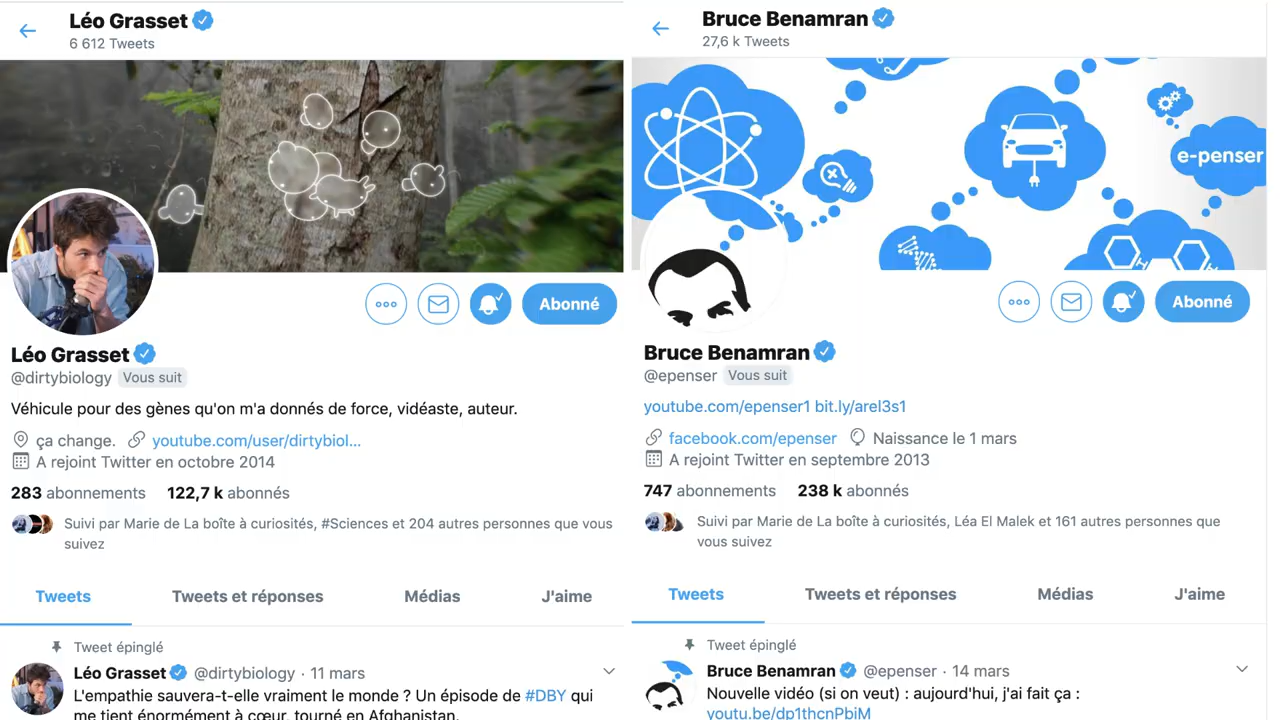 Léo Grasset
6 612 Tweets
Abonné
Léo Grasset
@dirtybiology Vous suit
Véhicule pour des gènes qu'on m'a donnés de force, vidéaste, auteur.
ça change. youtube.com/user/dirtybiol...
A rejoint Twitter en octobre 2014
283 abonnements 122,7 k abonnés
Suivi par Marie de La boîte à curiosités, #Sciences et 204 autres personnes que vous
suivez
Tweets Tweets et réponses Médias J'aime
Tweet épinglé
Léo Grasset @dirtybiology · 11 mars
L'empathie sauvera-t-elle vraiment le monde ? Un épisode de #DBY qui
me tient énormément à cœur, tourné en Afghanistan.
Bruce Benamran
27,6 k Tweets
e-penser
Abonné
Bruce Benamran
@epenser Vous suit
youtube.com/epenser1 bit.ly/arel3s1
facebook.com/epenser Naissance le 1 mars
A rejoint Twitter en septembre 2013
747 abonnements 238 k abonnés
Suivi par Marie de La boîte à curiosités, Léa El Malek et 161 autres personnes que
vous suivez
Tweets Tweets et réponses Médias J'aime
Tweet épinglé
Bruce Benamran @epenser · 14 mars
Nouvelle vidéo (si on veut) : aujourd'hui, j'ai fait ça :
youtu.be/dp1thcnPbiM